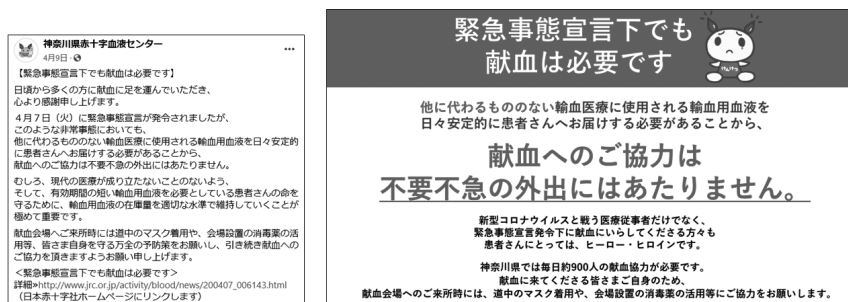 神奈川県赤十字血液センター
4月9日・
【緊急事態宣言下でも献血は必要です】
日頃から多くの方に献血に足を運んでいただき、
心より感謝申し上げます。
4月7日（火）に緊急事態宣言が発令されましたが、
このような非常事態においても、
他に代わるもののない輸血医療に使用される輸血用血液を日々安定的
に患者さんへお届けする必要があることから、
献血へのご協力は不要不急の外出にはあたりません。
むしろ、現代の医療が成り立たないことのないよう、
そして、有効期間の短い輸血用血液を必要としている患者さんの命を
守るために、輸血用血液の在庫量を適切な水準で維持していくことが
極めて重要です。
献血会場へご来所時には道中のマスク着用や、会場設置の消毒薬の活
用等、皆さま自身を守る万全の予防策をお願いし、引き続き献血への
ご協力を頂きますようお願い申し上げます。
＜緊急事態宣言下でも献血は必要です＞
詳細»http://www.jrc.or.jp/activity/blood/news/200407_006143.html
（日本赤十字社ホームページにリンクします）
緊急事態宣言下でも
献血は必要です
けんけつ
他に代わるもののない輸血医療に使用される輸血用血液を
日々安定的に患者さんへお届けする必要があることから、
献血へのご協力は
不要不急の外出にはあたりません。
新型コロナウイルスと戦う医療従事者だけでなく、
緊急事態宣言発令下に献血にいらしてくださる方々も
患者さんにとっては、ヒーロー・ヒロインです。
神奈川県では毎日約900人の献血協力が必要です。
献血に来てくださる皆さまご自身のため、
献血会場へのご来所時には、道中のマスク着用や、会場設置の消毒薬の活用等にご協力をお願いします。